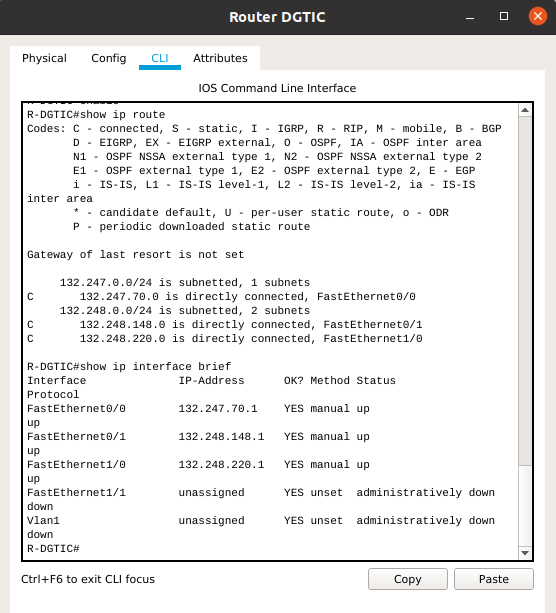 Router DGTIC
Physical Config CLI Attributes
IOS Command Line Interface
R-DGTIC#show ip route
Codes: C - connected, S - static, I - IGRP, R - RIP, M - mobile, B - BGP
       D - EIGRP, EX - EIGRP external, O - OSPF, IA - OSPF inter area
       N1 - OSPF NSSA external type 1, N2 - OSPF NSSA external type 2
       E1 - OSPF external type 1, E2 - OSPF external type 2, E - EGP
       i - IS-IS, L1 - IS-IS level-1, L2 - IS-IS level-2, ia - IS-IS
inter area
       * - candidate default, U - per-user static route, o - ODR
       P - periodic downloaded static route
Gateway of last resort is not set
     132.247.0.0/24 is subnetted, 1 subnets
C       132.247.70.0 is directly connected, FastEthernet0/0
     132.248.0.0/24 is subnetted, 2 subnets
C       132.248.148.0 is directly connected, FastEthernet0/1
C       132.248.220.0 is directly connected, FastEthernet1/0
R-DGTIC#show ip interface brief
Interface              IP-Address      OK? Method Status
Protocol
FastEthernet0/0        132.247.70.1    YES manual up
up
FastEthernet0/1        132.248.148.1   YES manual up
up
FastEthernet1/0        132.248.220.1   YES manual up
up
FastEthernet1/1        unassigned      YES unset  administratively down
down
Vlan1                  unassigned      YES unset  administratively down
down
R-DGTIC#
Ctrl+F6 to exit CLI focus Copy Paste